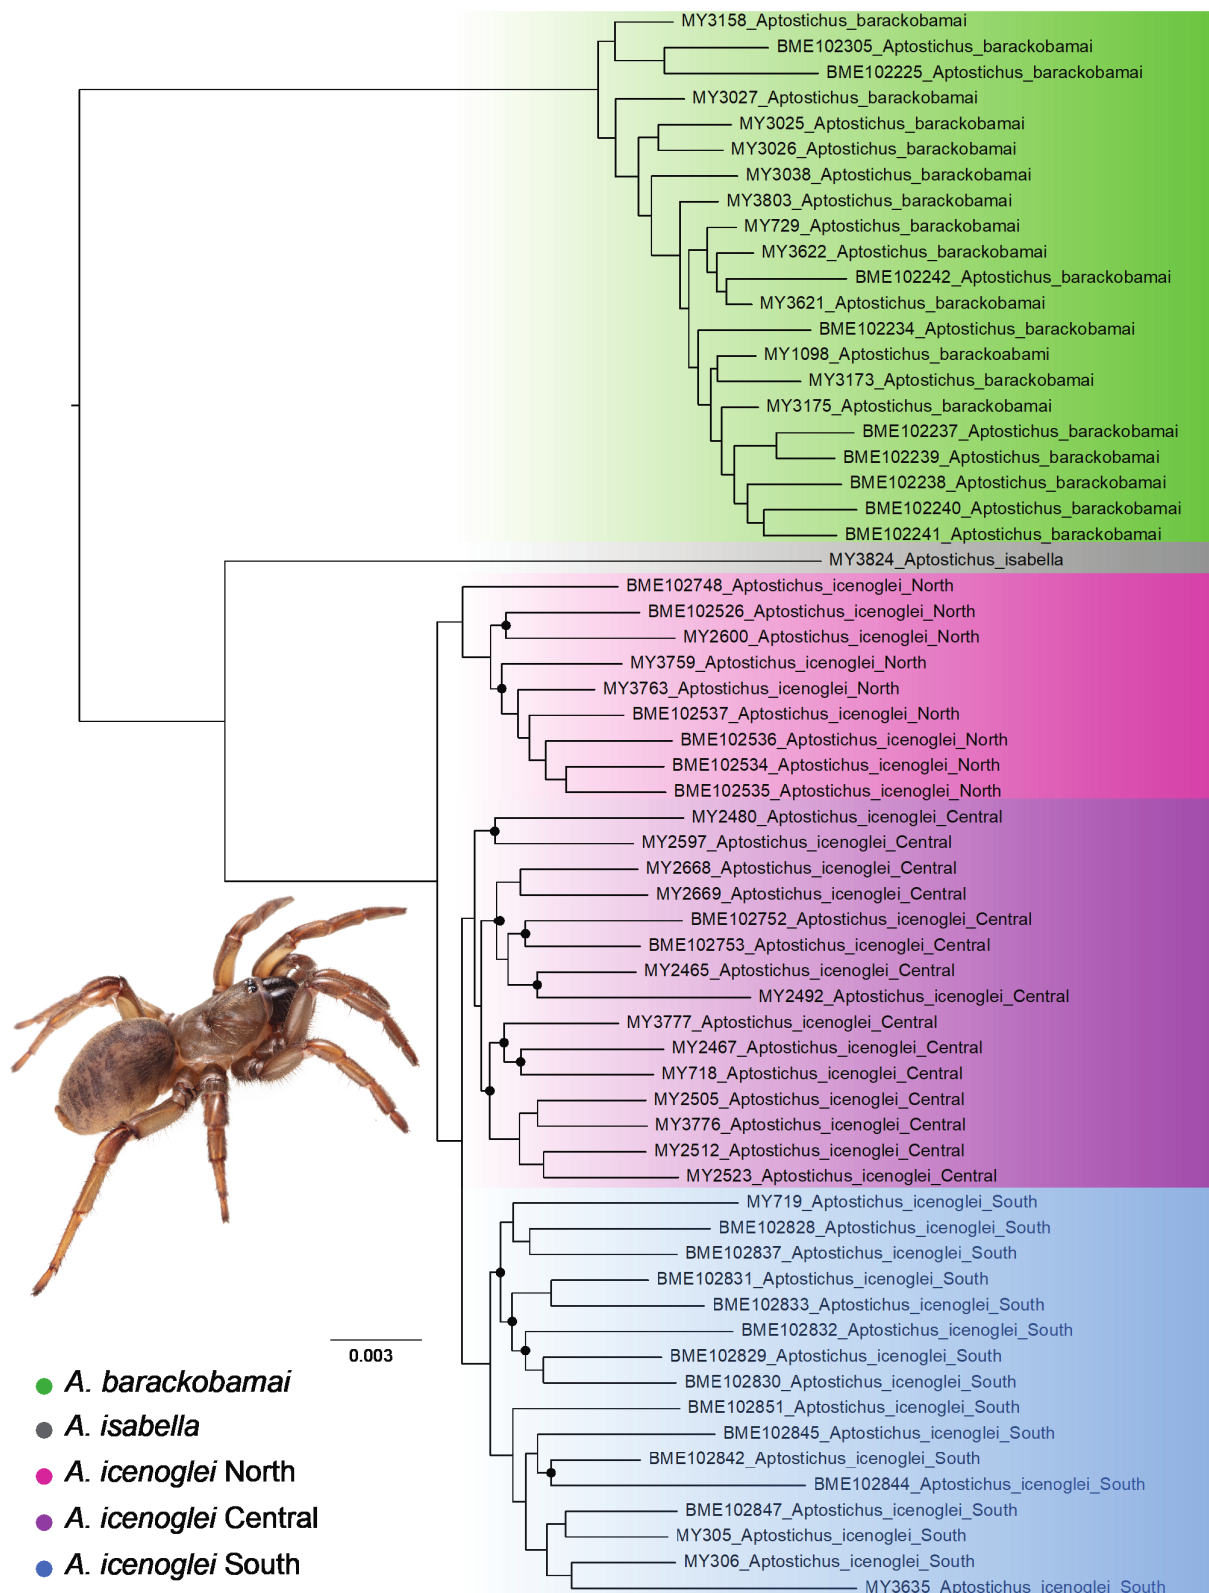 MY3158_Aptostichus_barackobamai
BME102305_Aptostichus_barackobamai
BME102225_Aptostichus_barackobamai
MY3027_Aptostichus_barackobamai
MY3025_Aptostichus_barackobamai
MY3026_Aptostichus_barackobamai
MY3038_Aptostichus_barackobamai
MY3803_Aptostichus_barackobamai
MY729_Aptostichus_barackobamai
MY3622_Aptostichus_barackobamai
BME102242_Aptostichus_barackobamai
MY3621_Aptostichus_barackobamai
BME102234_Aptostichus_barackobamai
MY1098_Aptostichus_barackoabami
MY3173_Aptostichus_barackobamai
MY3175_Aptostichus_barackobamai
BME102237_Aptostichus_barackobamai
BME102239_Aptostichus_barackobamai
BME102238_Aptostichus_barackobamai
BME102240_Aptostichus_barackobamai
BME102241_Aptostichus_barackobamai
MY3824_Aptostichus_isabella
BME102748_Aptostichus_icenoglei_North
BME102526_Aptostichus_icenoglei_North
MY2600_Aptostichus_icenoglei_North
MY3759_Aptostichus_icenoglei_North
MY3763_Aptostichus_icenoglei_North
BME102537_Aptostichus_icenoglei_North
BME102536_Aptostichus_icenoglei_North
BME102534_Aptostichus_icenoglei_North
BME102535_Aptostichus_icenoglei_North
MY2480_Aptostichus_icenoglei_Central
MY2597_Aptostichus_icenoglei_Central
MY2668_Aptostichus_icenoglei_Central
MY2669_Aptostichus_icenoglei_Central
BME102752_Aptostichus_icenoglei_Central
BME102753_Aptostichus_icenoglei_Central
MY2465_Aptostichus_icenoglei_Central
MY2492_Aptostichus_icenoglei_Central
MY3777_Aptostichus_icenoglei_Central
MY2467_Aptostichus_icenoglei_Central
MY718_Aptostichus_icenoglei_Central
MY2505_Aptostichus_icenoglei_Central
MY3776_Aptostichus_icenoglei_Central
MY2512_Aptostichus_icenoglei_Central
MY2523_Aptostichus_icenoglei_Central
MY719_Aptostichus_icenoglei_South
BME102828_Aptostichus_icenoglei_South
BME102837_Aptostichus_icenoglei_South
BME102831_Aptostichus_icenoglei_South
BME102833_Aptostichus_icenoglei_South
BME102832_Aptostichus_icenoglei_South
BME102829_Aptostichus_icenoglei_South
BME102830_Aptostichus_icenoglei_South
BME102851_Aptostichus_icenoglei_South
BME102845_Aptostichus_icenoglei_South
BME102842_Aptostichus_icenoglei_South
BME102844_Aptostichus_icenoglei_South
BME102847_Aptostichus_icenoglei_South
MY305_Aptostichus_icenoglei_South
MY306_Aptostichus_icenoglei_South
MY3635_Aptostichus_icenoglei_South
0.003
A. barackobamai
A. isabella
A. icenoglei North
A. icenoglei Central
A. icenoglei South